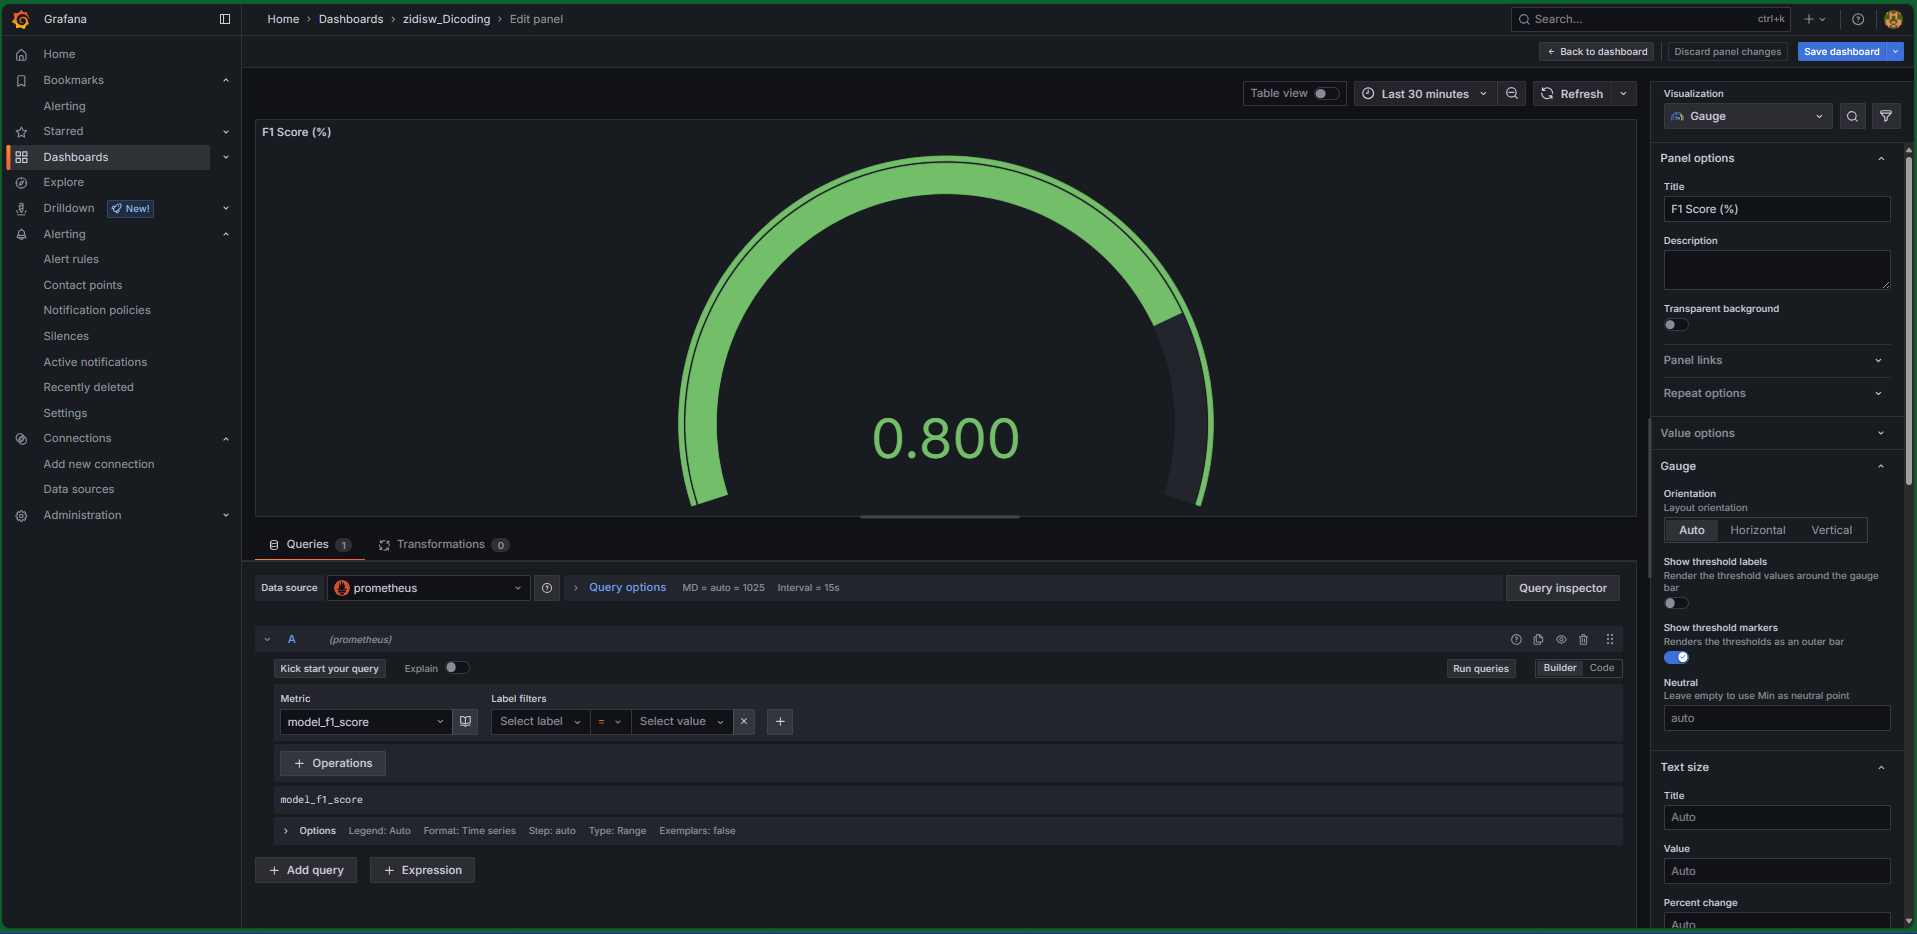 Grafana
Home › Dashboards › zidisw_Dicoding › Edit panel
Search...
ctrl+k
Back to dashboard
Discard panel changes
Save dashboard
Home
Bookmarks
Alerting
Starred
Dashboards
Explore
Drilldown
New!
Alerting
Alert rules
Contact points
Notification policies
Silences
Active notifications
Recently deleted
Settings
Connections
Add new connection
Data sources
Administration
Table view
Last 30 minutes
Refresh
F1 Score (%)
0.800
Queries 1
Transformations 0
Data source
prometheus
Query options
MD = auto = 1025
Interval = 15s
Query inspector
A
(prometheus)
Kick start your query
Explain
Run queries
Builder
Code
Metric
Label filters
model_f1_score
Select label
=
Select value
+ Operations
model_f1_score
Options
Legend: Auto
Format: Time series
Step: auto
Type: Range
Exemplars: false
+ Add query
+ Expression
Visualization
Gauge
Panel options
Title
F1 Score (%)
Description
Transparent background
Panel links
Repeat options
Value options
Gauge
Orientation
Layout orientation
Auto
Horizontal
Vertical
Show threshold labels
Render the threshold values around the gauge
bar
Show threshold markers
Renders the thresholds as an outer bar
Neutral
Leave empty to use Min as neutral point
auto
Text size
Title
Auto
Value
Auto
Percent change
Auto